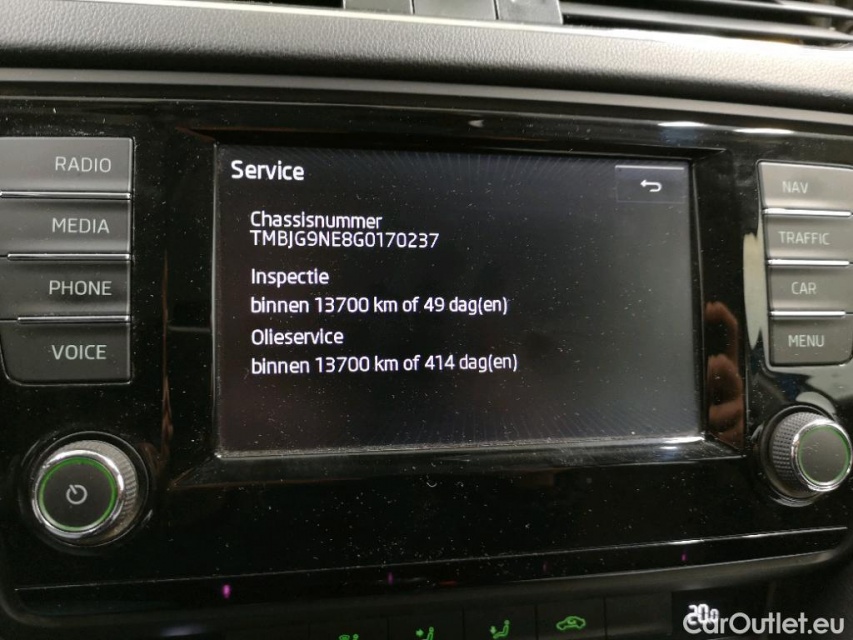 RADIO
MEDIA
PHONE
VOICE
Service
Chassisnummer
TMBJG9NE8G0170237
Inspectie
binnen 13700 km of 49 dag(en)
Olieservice
binnen 13700 km of 414 dag(en)
NAV
TRAFFIC
CAR
MENU
CarOutlet.eu